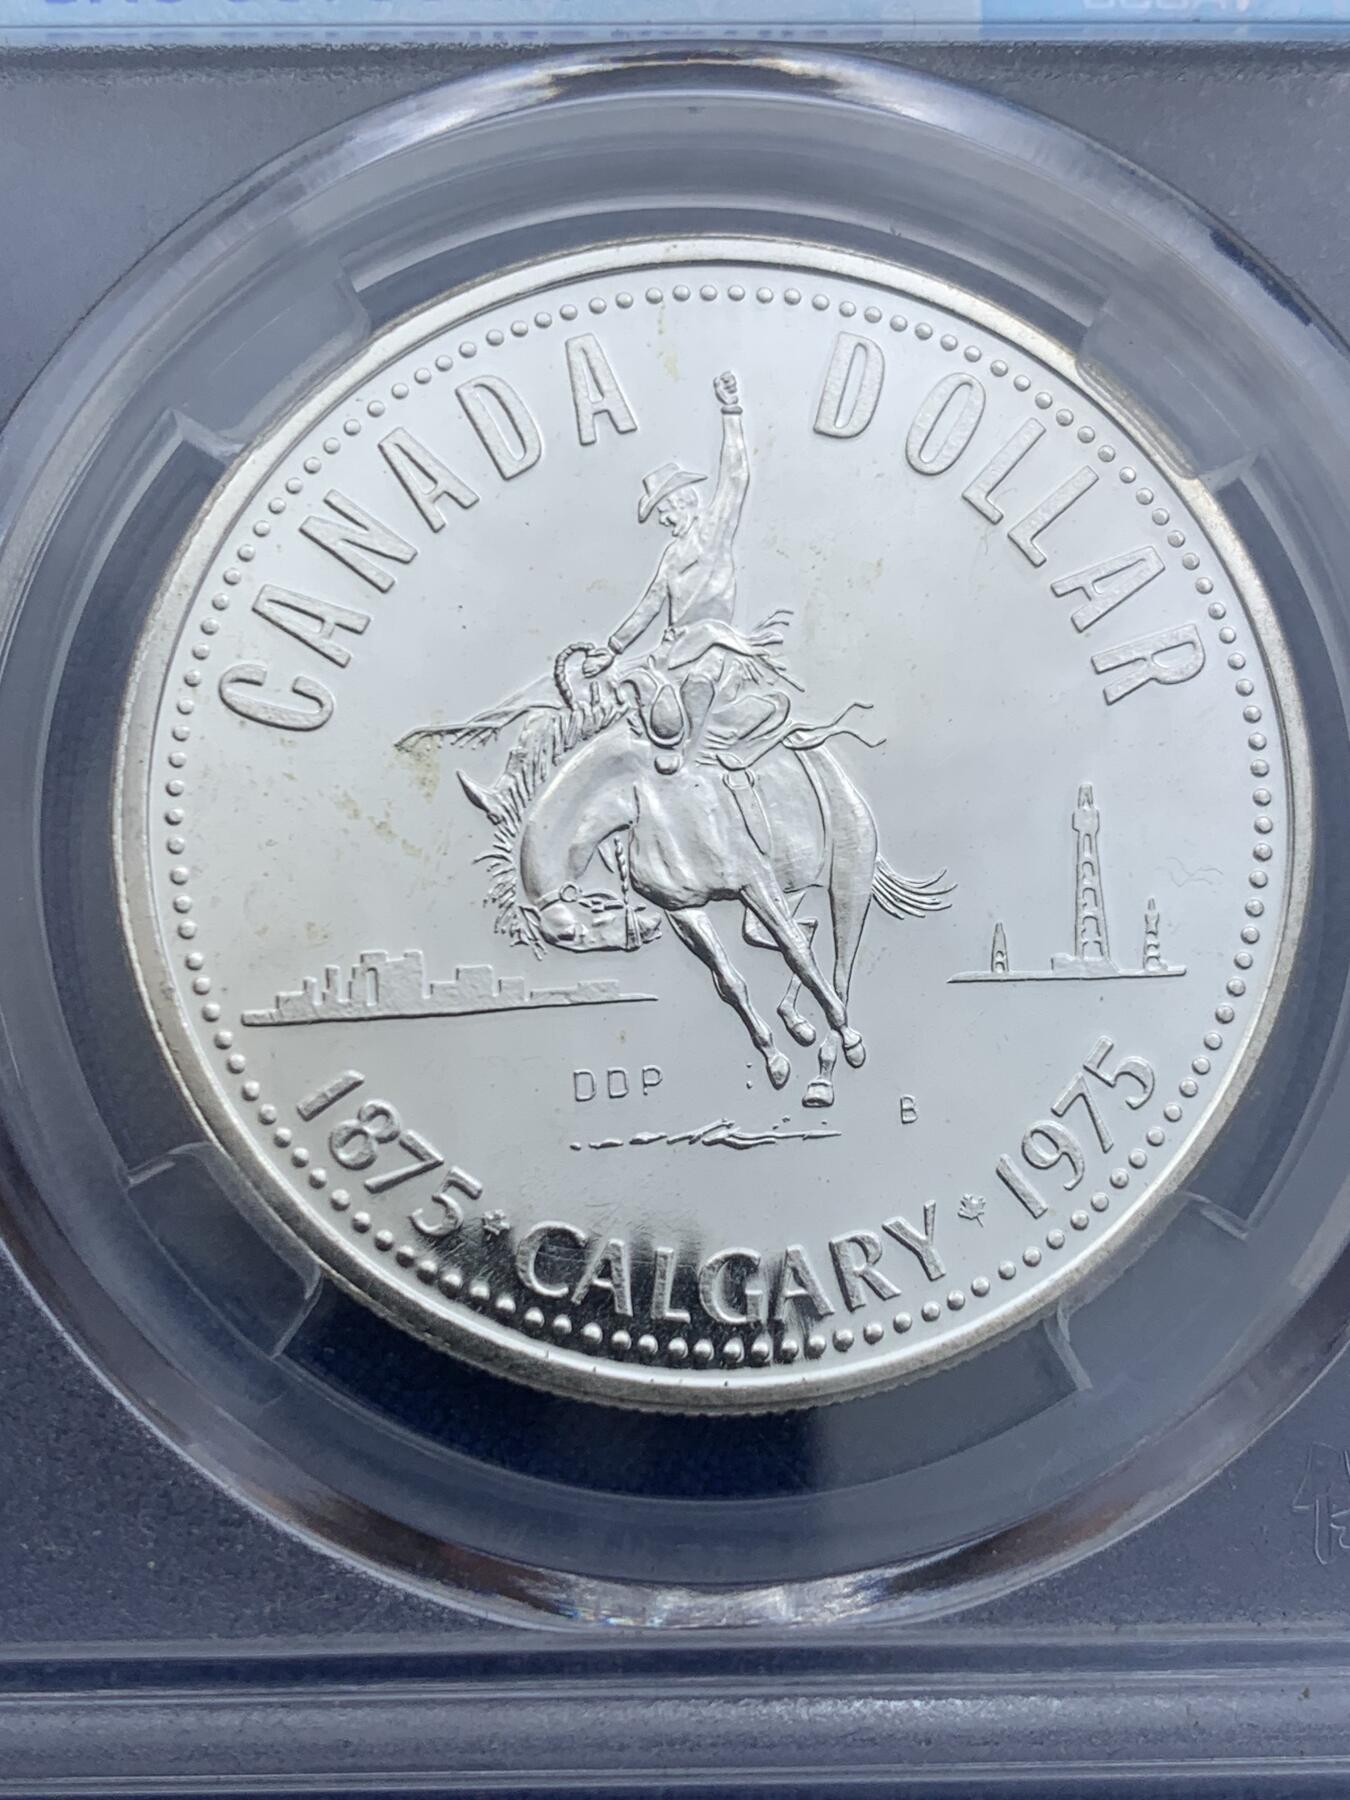 CANADA DOLLAR
DDP
B
1875 CALGARY 1975